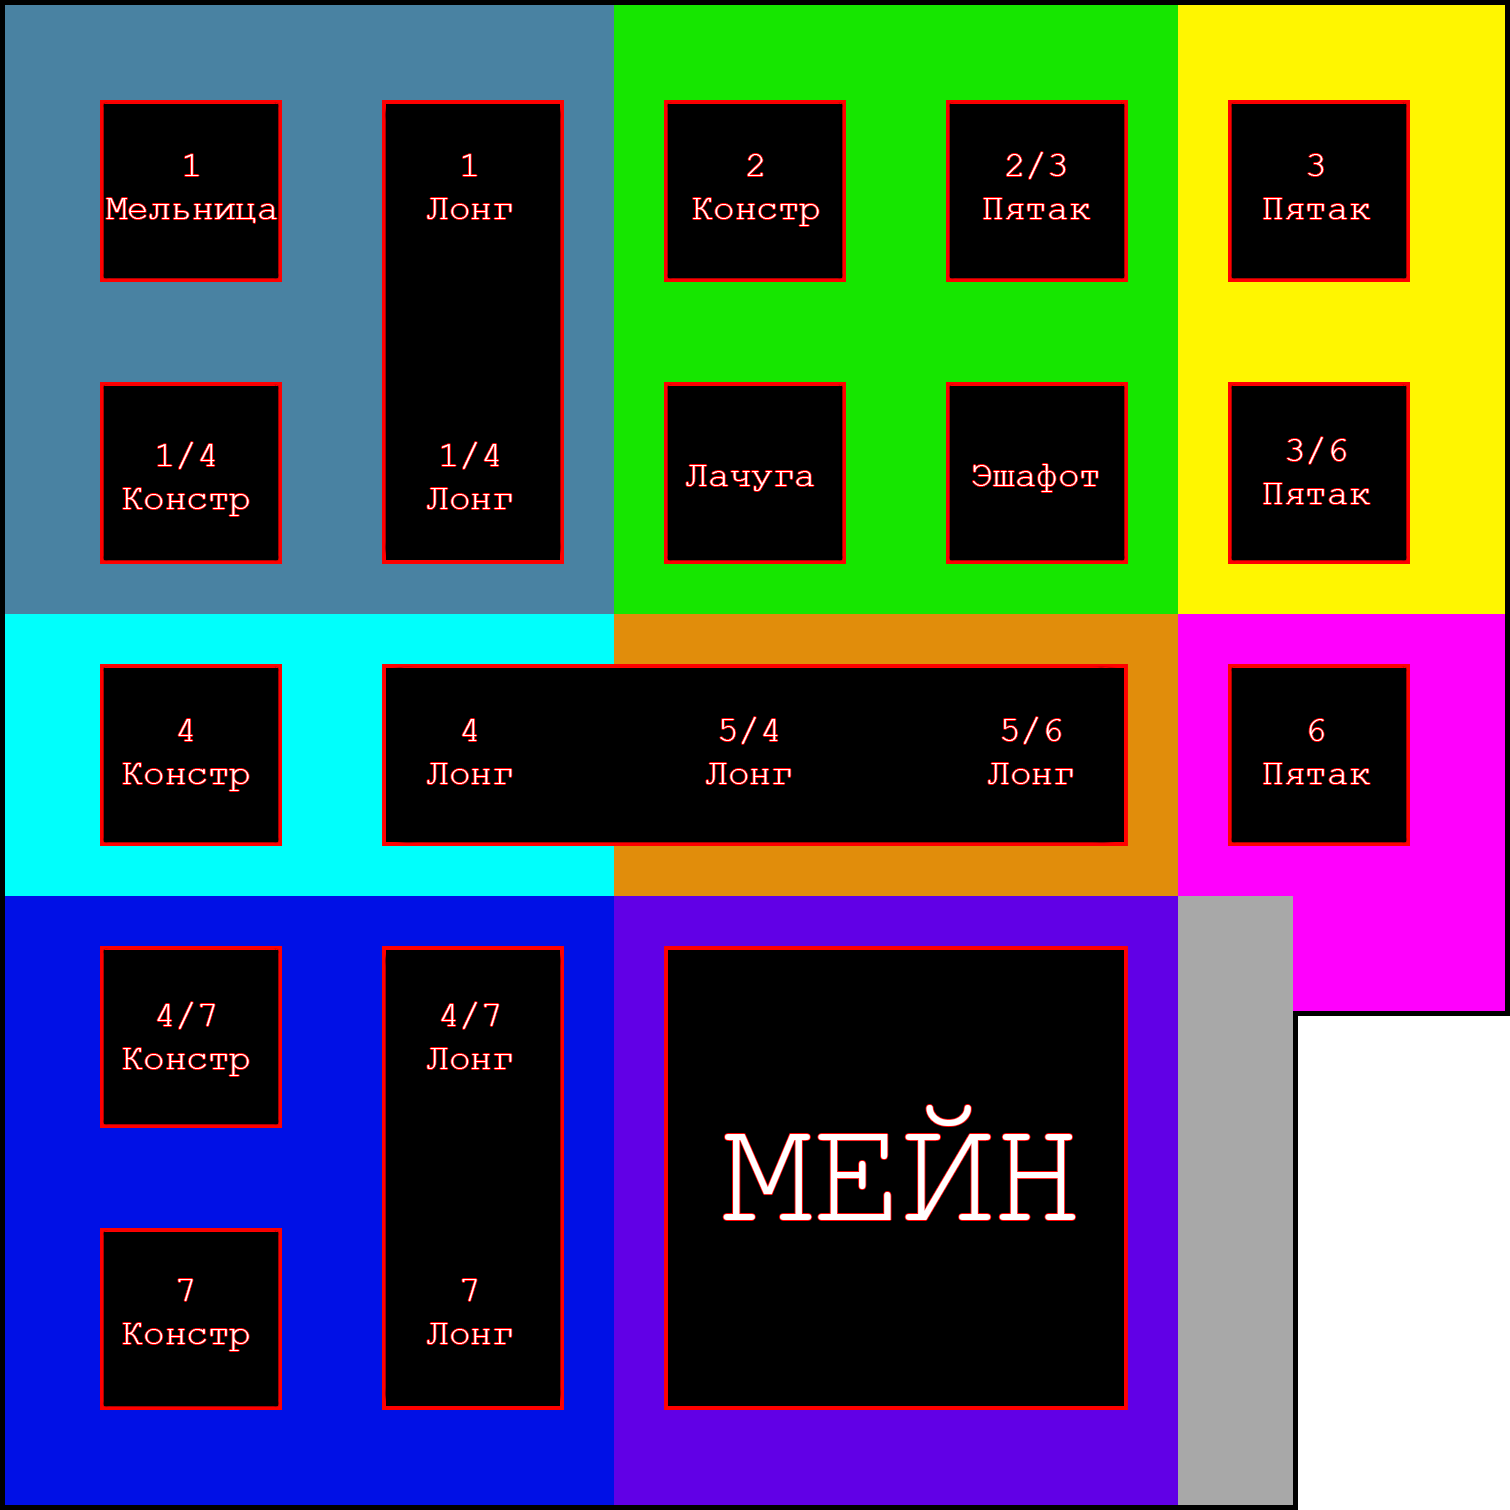 1
Мельница
1
Лонг
2
Констр
2/3
Пятак
3
Пятак
1/4
Констр
1/4
Лонг
Лачуга
Эшафот
3/6
Пятак
4
Констр
4
Лонг
5/4
Лонг
5/6
Лонг
6
Пятак
4/7
Констр
4/7
Лонг
МЕЙН
7
Констр
7
Лонг